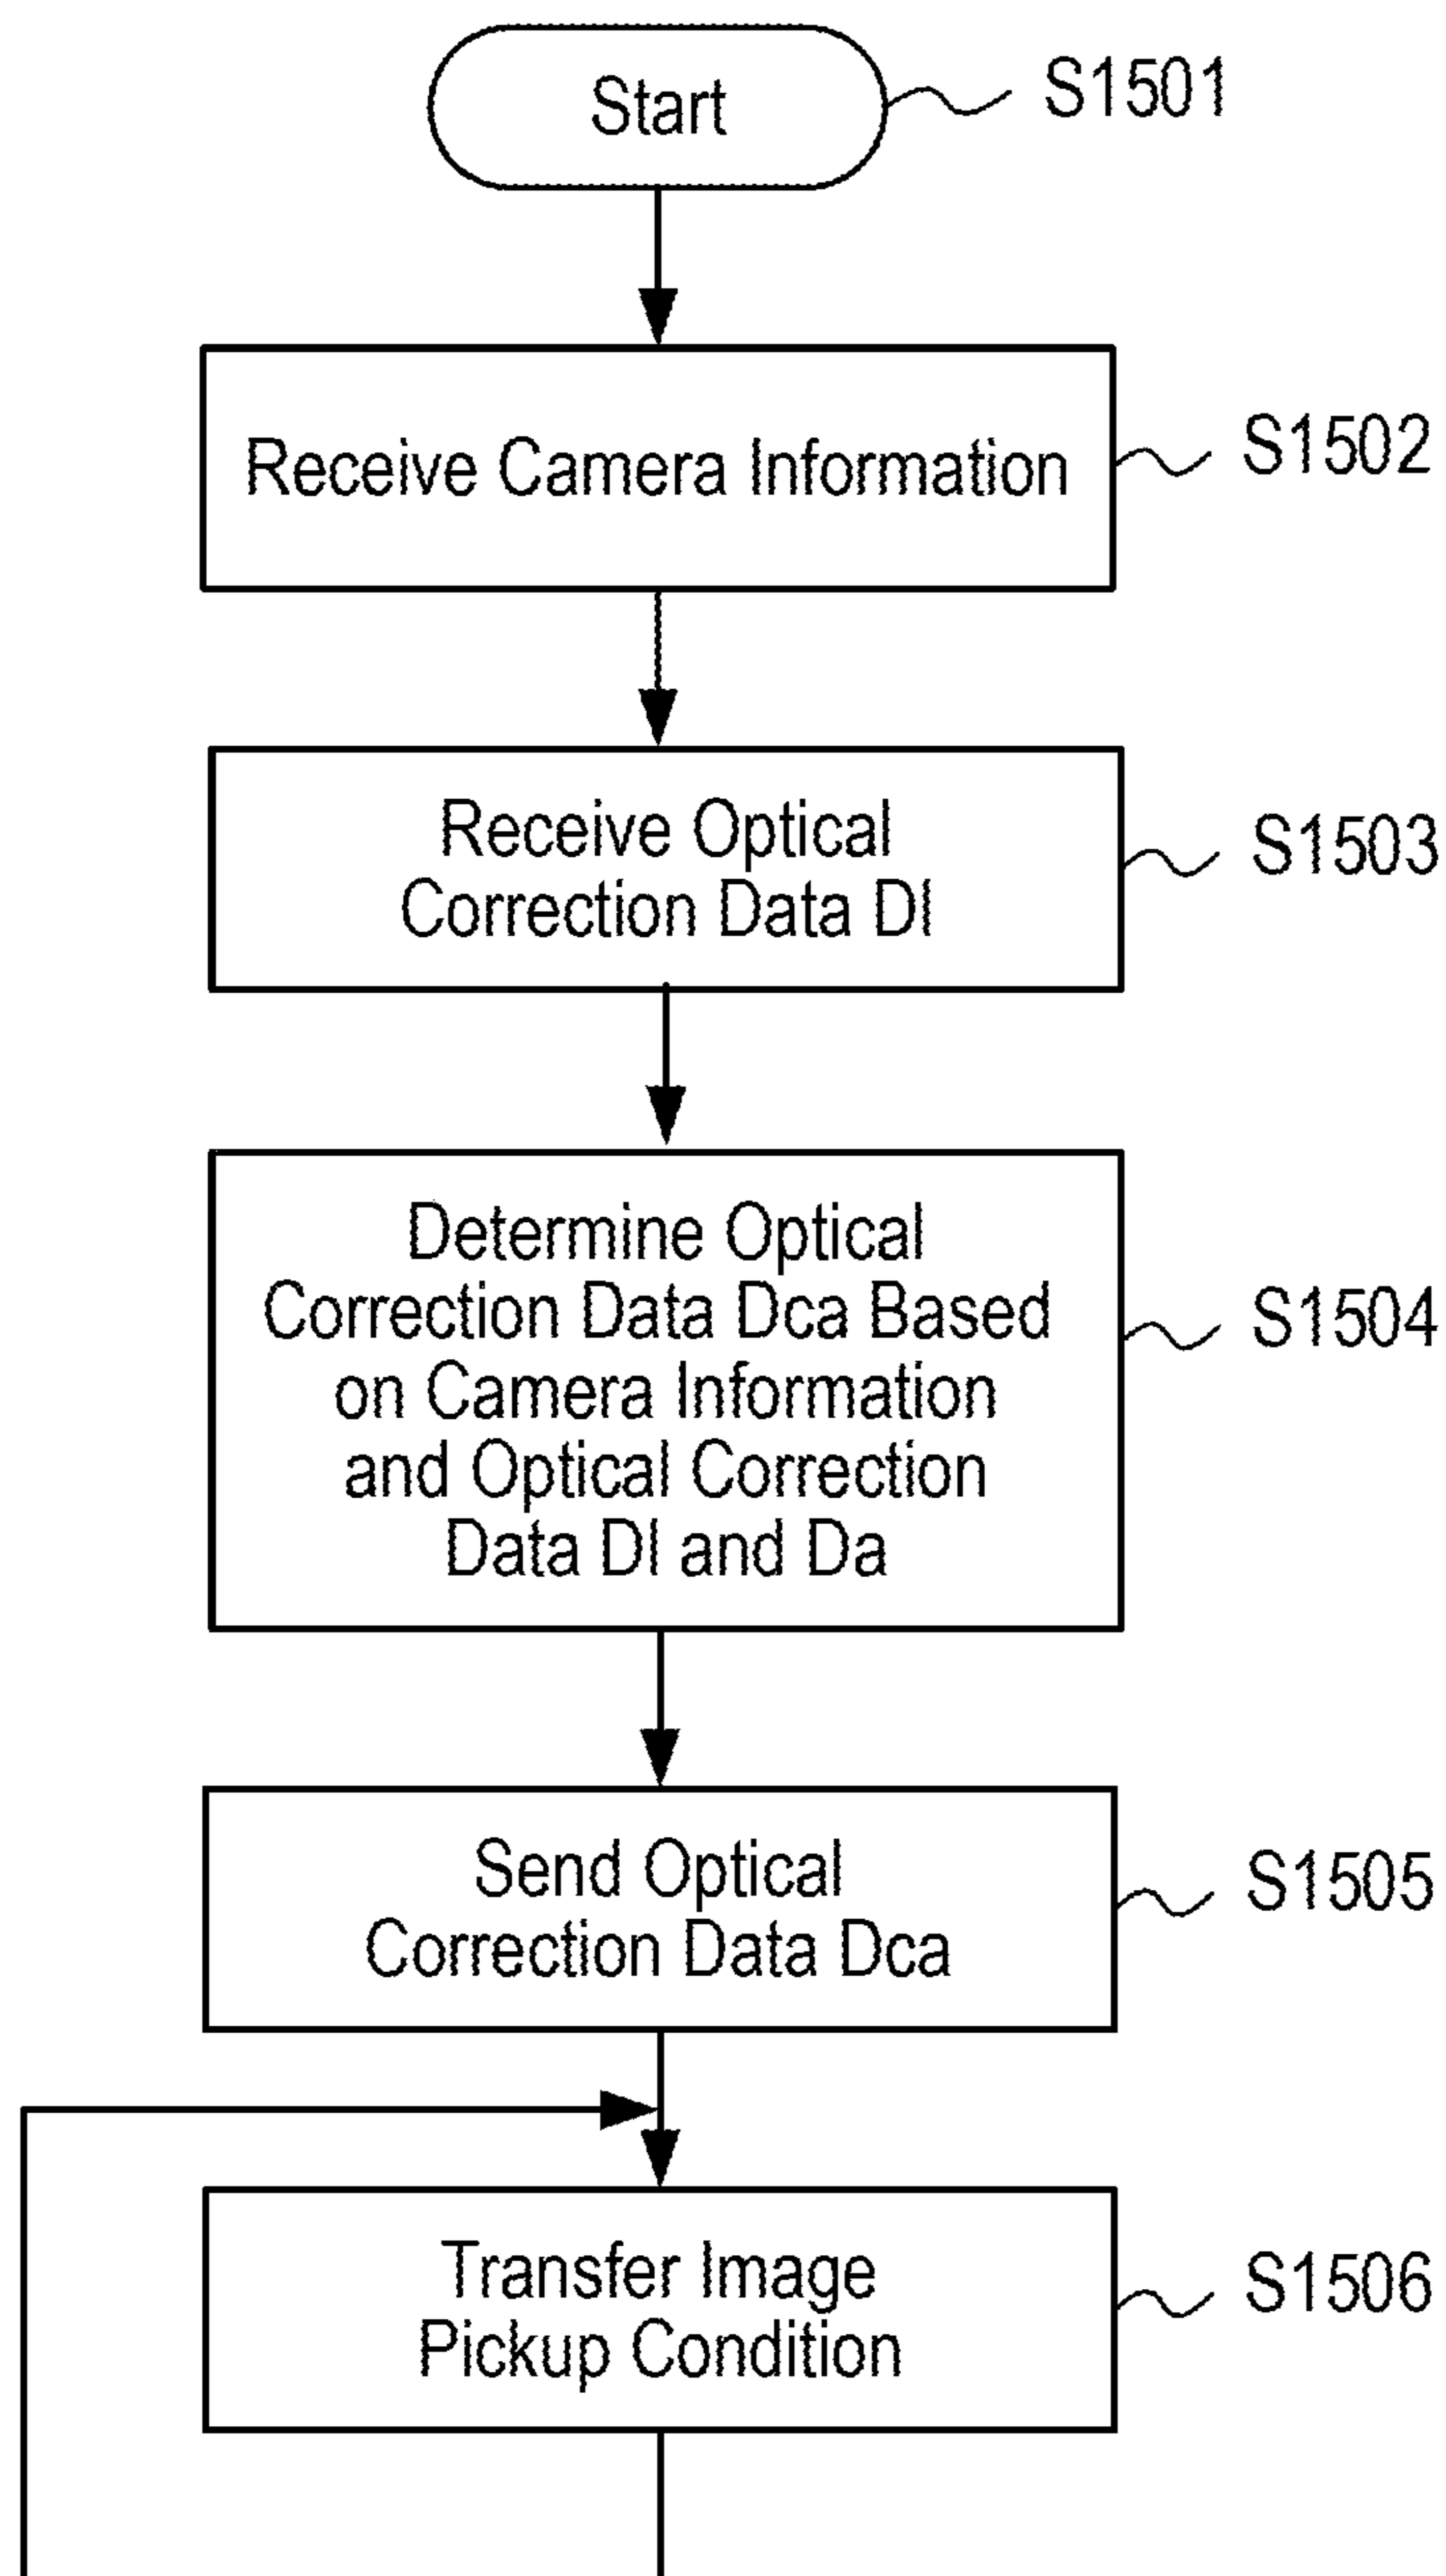 Start
S1501
Receive Camera Information
S1502
Receive Optical
Correction Data Dl
S1503
Determine Optical
Correction Data Dca Based
on Camera Information
and Optical Correction
Data Dl and Da
S1504
Send Optical
Correction Data Dca
S1505
Transfer Image
Pickup Condition
S1506